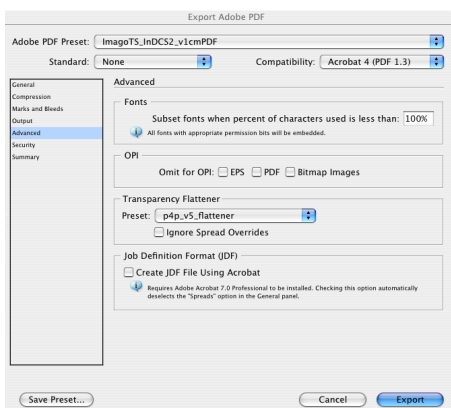 Export Adobe PDF
Adobe PDF Preset: ImagoTS_InDCS2_v1cmPDF
Standard: None Compatibility: Acrobat 4 (PDF 1.3)
General
Compression
Marks and Bleeds
Output
Advanced
Security
Summary
Advanced
Fonts
Subset fonts when percent of characters used is less than: 100%
All fonts with appropriate permission bits will be embedded.
OPI
Omit for OPI: EPS PDF Bitmap Images
Transparency Flattener
Preset: p4p_v5_flattener
Ignore Spread Overrides
Job Definition Format (JDF)
Create JDF File Using Acrobat
Requires Adobe Acrobat 7.0 Professional to be installed. Checking this option automatically
deselects the "Spreads" option in the General panel.
Save Preset... Cancel Export